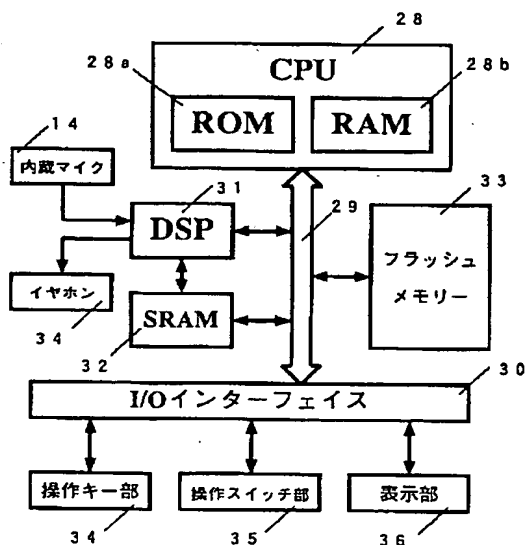 28
28a
CPU
28b
ROM
RAM
14
内蔵マイク
31
29
33
DSP
フラッシュ
メモリー
イヤホン
34
SRAM
32
30
I/Oインターフェイス
操作キー部
操作スイッチ部
表示部
34
35
36